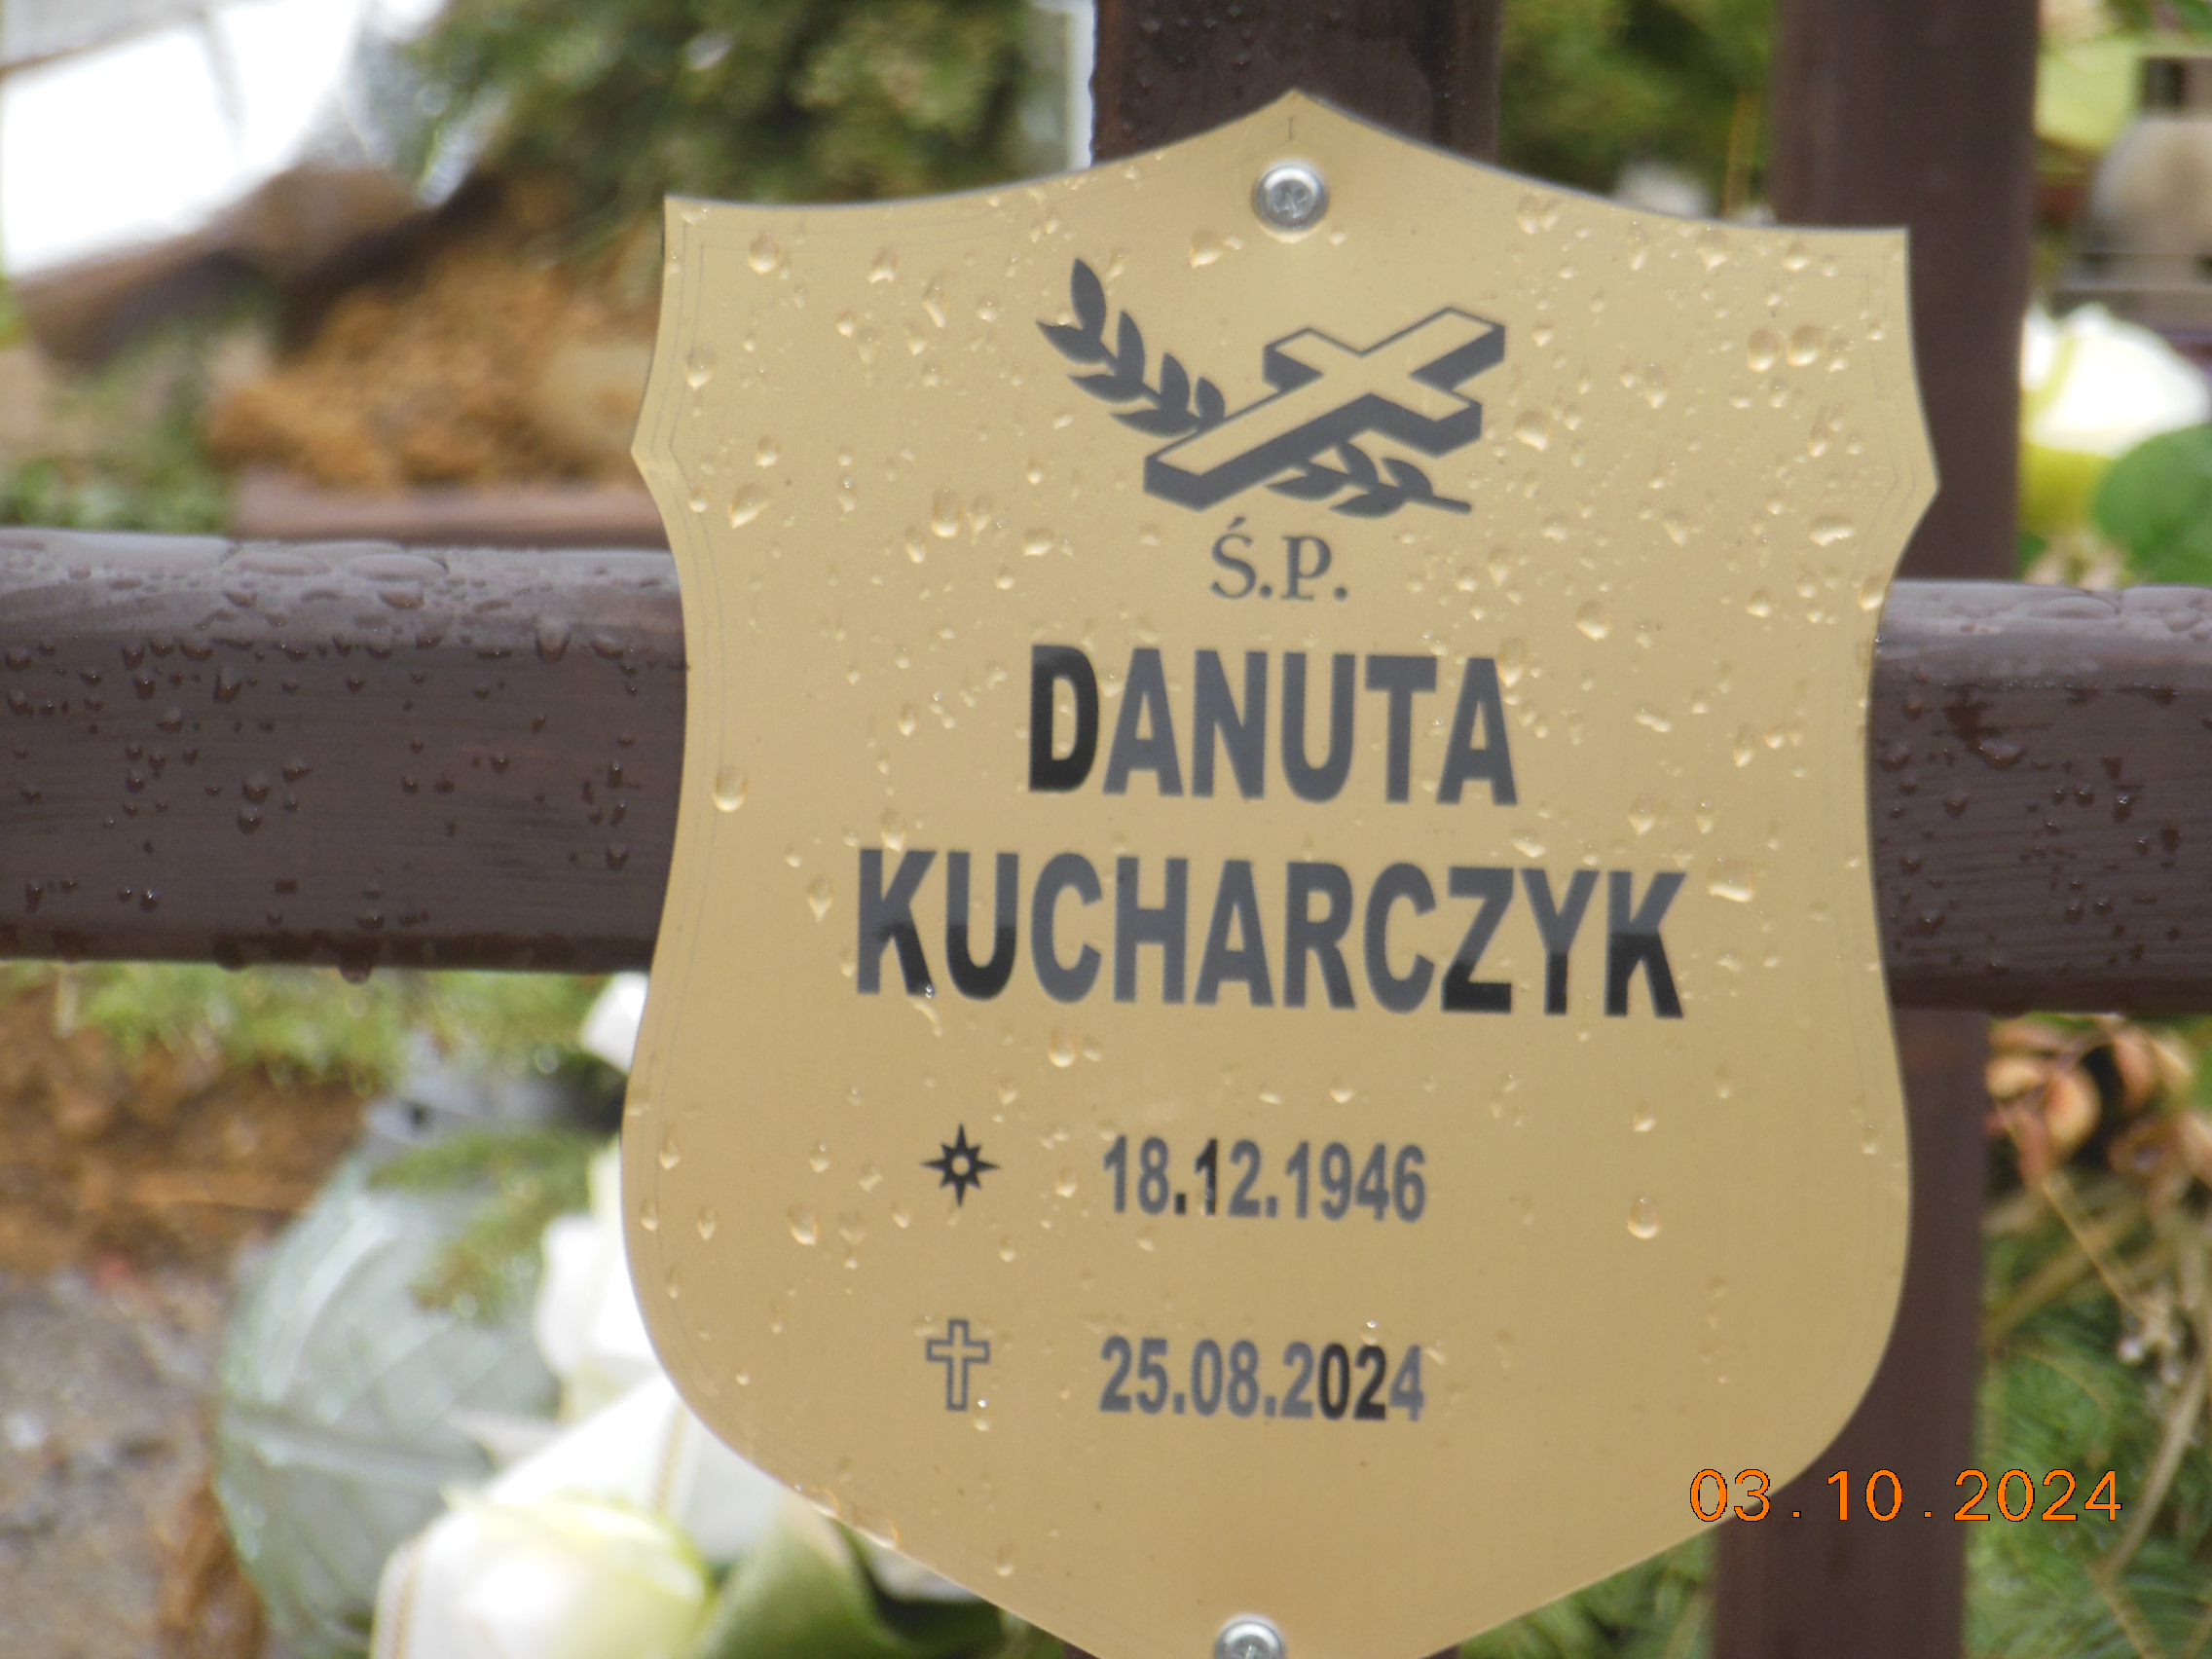 Ś.P.
DANUTA
KUCHARCZYK
18.12.1946
25.08.2024
03.10.2024